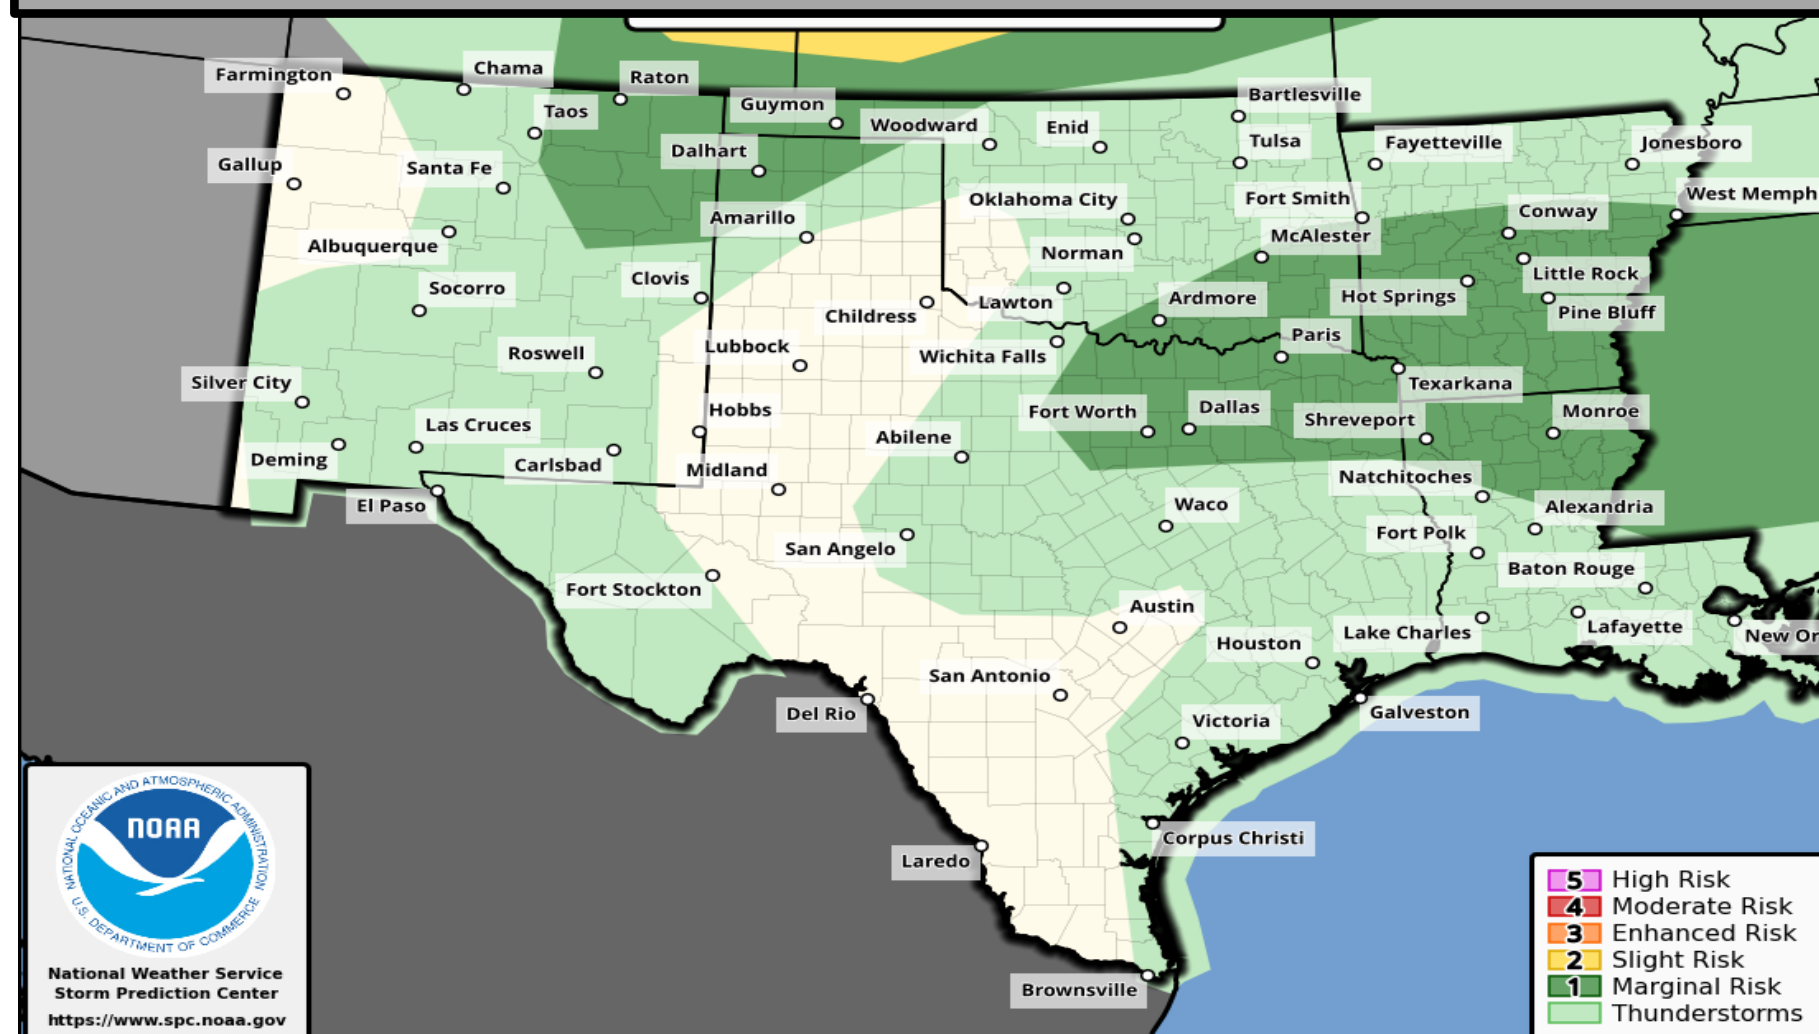 Farmington
Chama
Raton
Taos
Guymon
Woodward
Enid
Bartlesville
Tulsa
Fayetteville
Jonesboro
Gallup
Santa Fe
Dalhart
Oklahoma City
Fort Smith
Conway
West Memph
Albuquerque
Amarillo
Norman
McAlester
Socorro
Clovis
Childress
Lawton
Ardmore
Hot Springs
Little Rock
Pine Bluff
Roswell
Lubbock
Wichita Falls
Paris
Silver City
Las Cruces
Hobbs
Abilene
Fort Worth
Dallas
Shreveport
Texarkana
Monroe
Deming
Carlsbad
Midland
Natchitoches
El Paso
San Angelo
Waco
Fort Polk
Alexandria
Fort Stockton
Austin
Baton Rouge
Houston
Lake Charles
Lafayette
New Or
San Antonio
Del Rio
Victoria
Galveston
Corpus Christi
Laredo
Brownsville
NATIONAL OCEANIC AND ATMOSPHERIC ADMINISTRATION
NOAA
U.S. DEPARTMENT OF COMMERCE
National Weather Service
Storm Prediction Center
https://www.spc.noaa.gov
5 High Risk
4 Moderate Risk
3 Enhanced Risk
2 Slight Risk
1 Marginal Risk
Thunderstorms